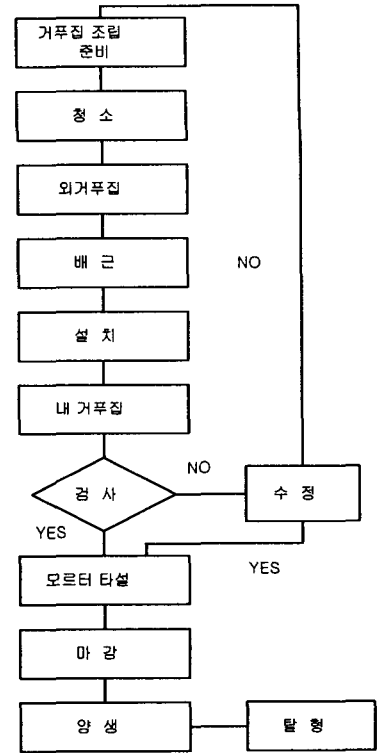 거푸집 조립
준비
청 소
외거푸집
배 근
NO
설 치
내 거푸집
NO
검 사
수 정
YES
YES
모르터 타설
마 강
양 생
탈 형